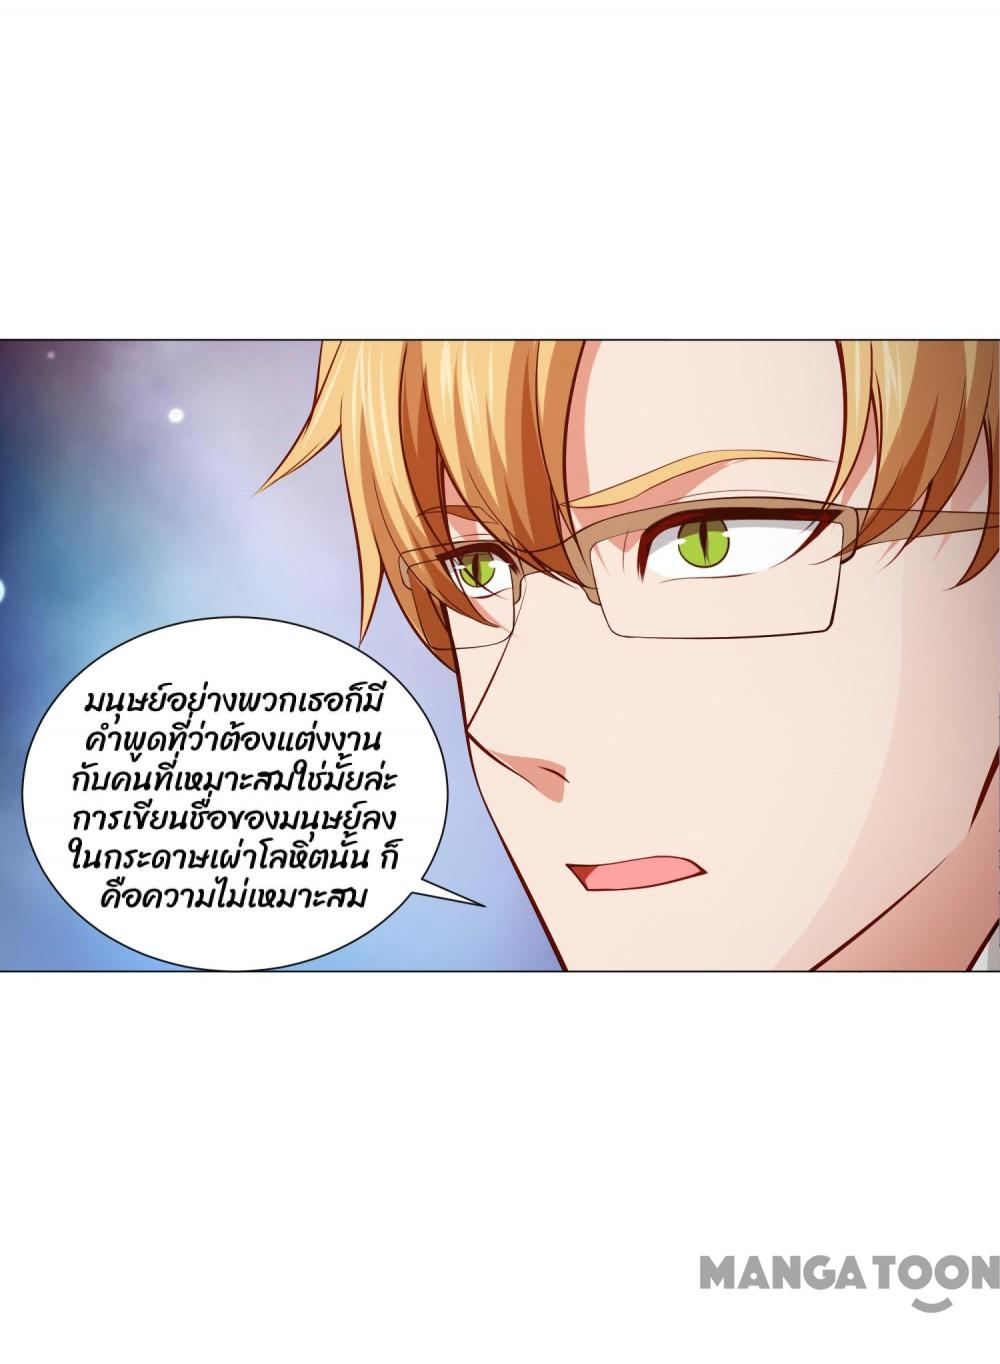 มนุษย์อย่างพวกเธอก็มี
คำพูดที่ว่าต้องแต่งงาน
กับคนที่เหมาะสมใช่มั้ยล่ะ
การเขียนชื่อของมนุษย์ลง
ในกระดาษเผ่าโลหิตนั้น ก็
คือความไม่เหมาะสม
MANGATOON